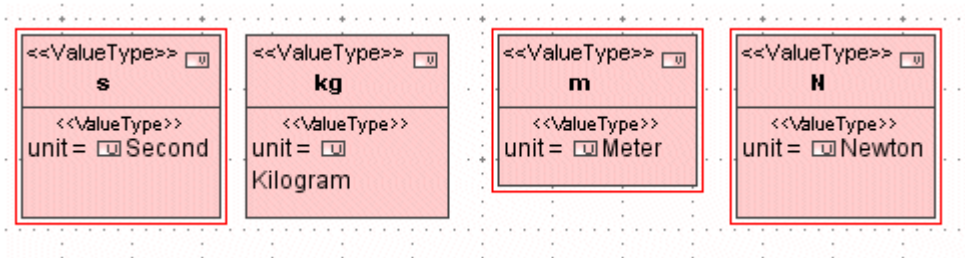 <<ValueType>>
s
<<ValueType>>
unit = U Second
<<ValueType>>
kg
<<ValueType>>
unit = U
Kilogram
<<ValueType>>
m
<<ValueType>>
unit = U Meter
<<ValueType>>
N
<<ValueType>>
unit = U Newton